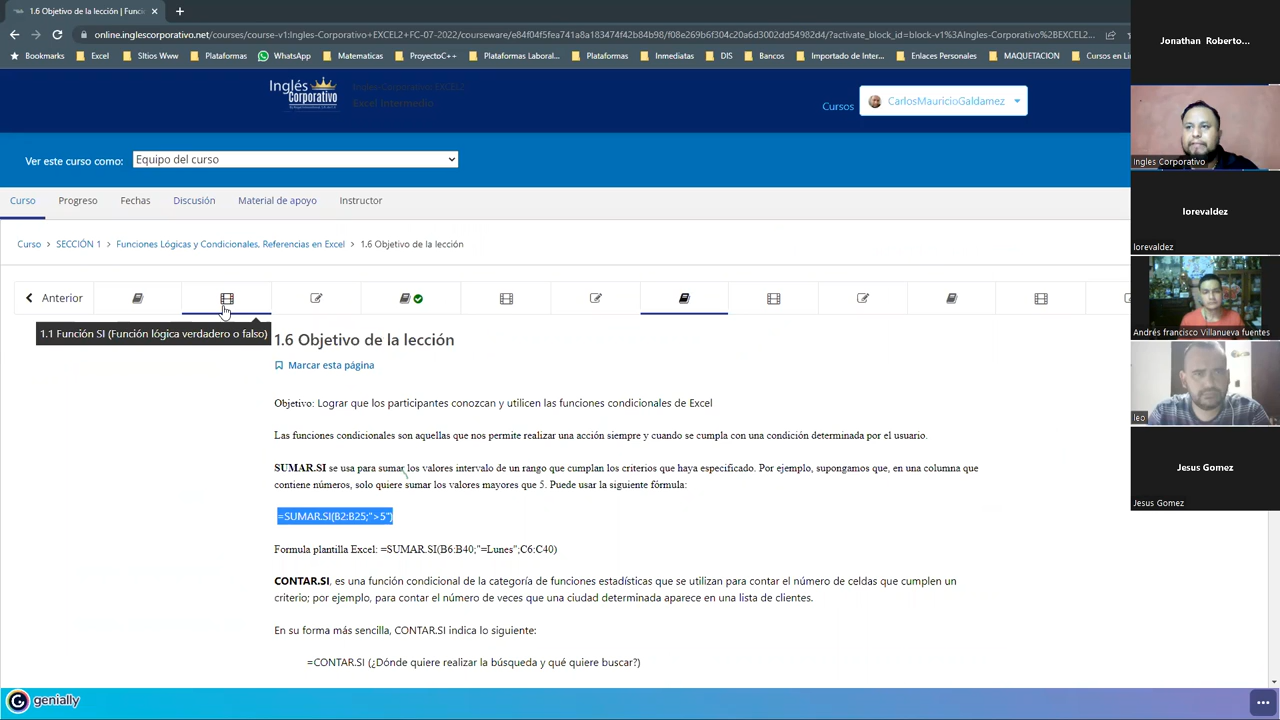 1.6 Objetivo de la lección | Funci
online.inglescorporativo.net/courses/course-v1:Ingles-Corporativo+EXCEL2+FC-07-2022/courseware/e84f04f5fea741a8a183474f42b84b98/f08e269b6f304c20a6d3002dd54982d4/?activate_block_id=block-v1%3AIngles-Corporativo%2BEXCEL2...
Bookmarks Excel Sitios Www Plataformas WhatsApp Matematicas ProyectoC++ Plataformas Laboral... Plataformas Inmediatas DIS Bancos Importado de Inter... Enlaces Personales MAQUETACION Cursos en Lin
Inglés Corporativo
Excel Intermedio
Cursos CarlosMauricioGaldamez
Ver este curso como: Equipo del curso
Curso Progreso Fechas Discusión Material de apoyo Instructor
Curso > SECCIÓN 1 > Funciones Lógicas y Condicionales, Referencias en Excel > 1.6 Objetivo de la lección
Anterior
1.1 Función SI (Función lógica verdadero o falso)
1.6 Objetivo de la lección
Marcar esta página
Objetivo: Lograr que los participantes conozcan y utilicen las funciones condicionales de Excel
Las funciones condicionales son aquellas que nos permite realizar una acción siempre y cuando se cumpla con una condición determinada por el usuario.
SUMAR.SI se usa para sumar los valores intervalo de un rango que cumplan los criterios que haya especificado. Por ejemplo, supongamos que, en una columna que
contiene números, solo quiere sumar los valores mayores que 5. Puede usar la siguiente fórmula:
=SUMAR.SI(B2:B25;">5")
Formula plantilla Excel: =SUMAR.SI(B6:B40;"=Lunes";C6:C40)
CONTAR.SI, es una función condicional de la categoría de funciones estadísticas que se utilizan para contar el número de celdas que cumplen un
criterio; por ejemplo, para contar el número de veces que una ciudad determinada aparece en una lista de clientes.
En su forma más sencilla, CONTAR.SI indica lo siguiente:
=CONTAR.SI (¿Dónde quiere realizar la búsqueda y qué quiere buscar?)
genially
Jonathan Roberto...
Ingles Corporativo
lorevaldez
lorevaldez
Andrés francisco Villanueva fuentes
leo
Jesus Gomez
Jesus Gomez